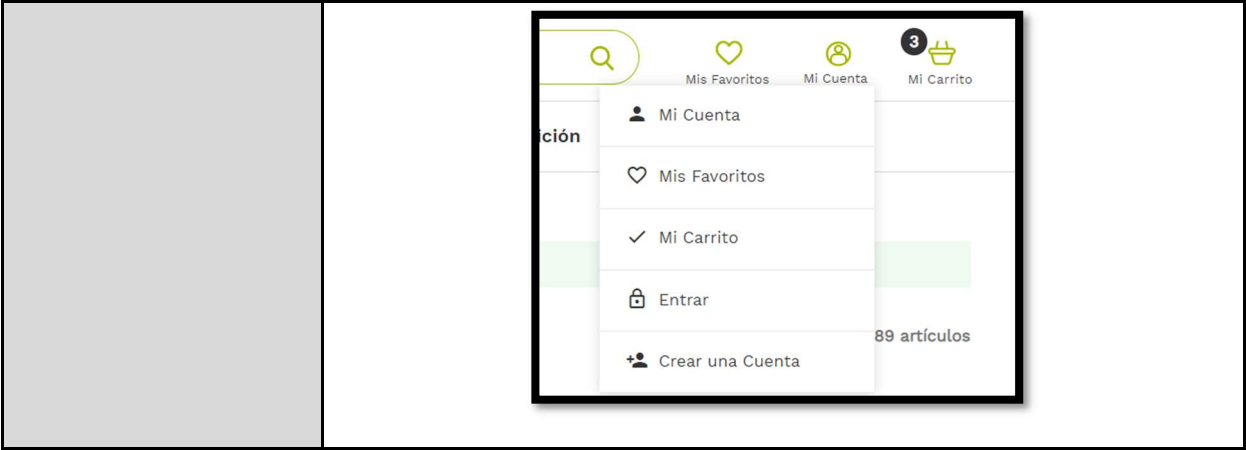 3
Mis Favoritos
Mi Cuenta
Mi Carrito
Mi Cuenta
ición
Mis Favoritos
Mi Carrito
Entrar
89 artículos
Crear una Cuenta